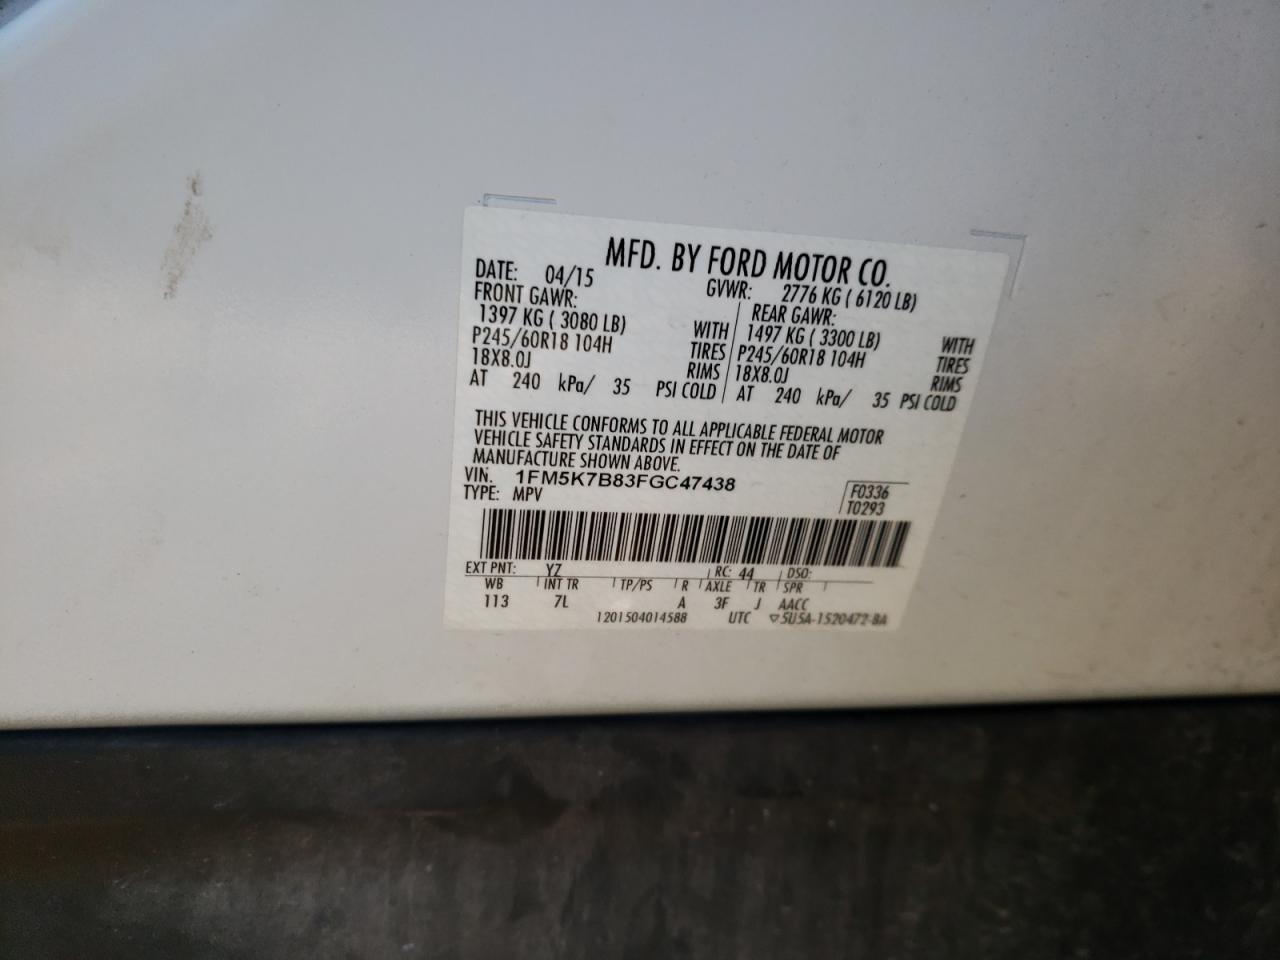 MFD. BY FORD MOTOR CO.
DATE: 04/15 GVWR: 2776 KG ( 6120 LB)
FRONT GAWR: REAR GAWR:
1397 KG ( 3080 LB) WITH 1497 KG ( 3300 LB) WITH
P245/60R18 104H TIRES P245/60R18 104H TIRES
18X8.0J RIMS 18X8.0J RIMS
AT 240 kPa/ 35 PSI COLD AT 240 kPa/ 35 PSI COLD
THIS VEHICLE CONFORMS TO ALL APPLICABLE FEDERAL MOTOR
VEHICLE SAFETY STANDARDS IN EFFECT ON THE DATE OF
MANUFACTURE SHOWN ABOVE.
VIN. 1FM5K7B83FGC47438
TYPE: MPV F0336
T0293
EXT PNT: YZ RC: 44 DSO:
WB INT TR TP/PS R AXLE TR SPR
113 7L A 3F J AACC
1201504014588 UTC ▽5U5A-1520472-BA